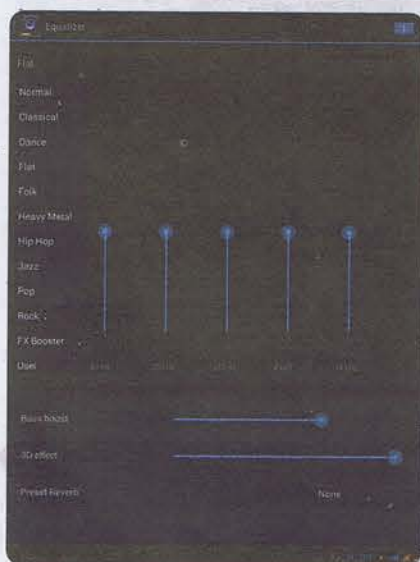 Equalizer
Flat
Normal
Classical
Dance
Flat
Folk
Heavy Metal
Hip Hop
Jazz
Pop
Rock
FX Booster
User
Bass boost
3D effect
Preset Reverb
None